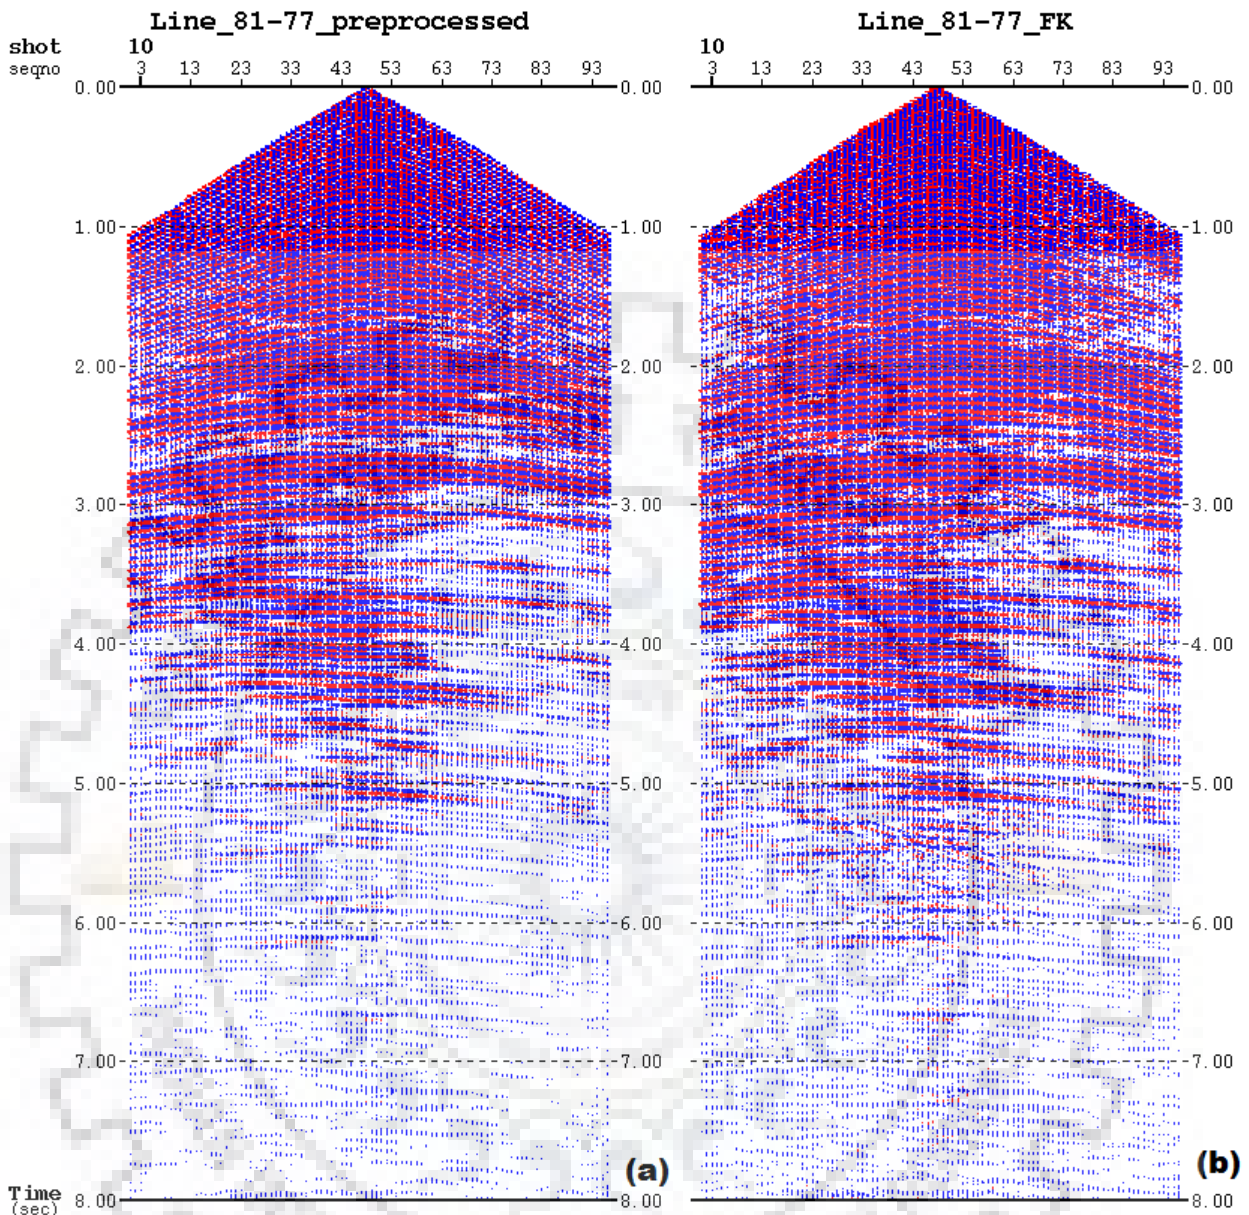 Line_81-77_preprocessed
shot 10
seqno 3 13 23 33 43 53 63 73 83 93
0.00 0.00
1.00 1.00
2.00 2.00
3.00 3.00
4.00 4.00
5.00 5.00
6.00 6.00
7.00 7.00
Time
(sec)
8.00 8.00
(a)
Line_81-77_FK
10
3 13 23 33 43 53 63 73 83 93
0.00
1.00
2.00
3.00
4.00
5.00
6.00
7.00
8.00
(b)